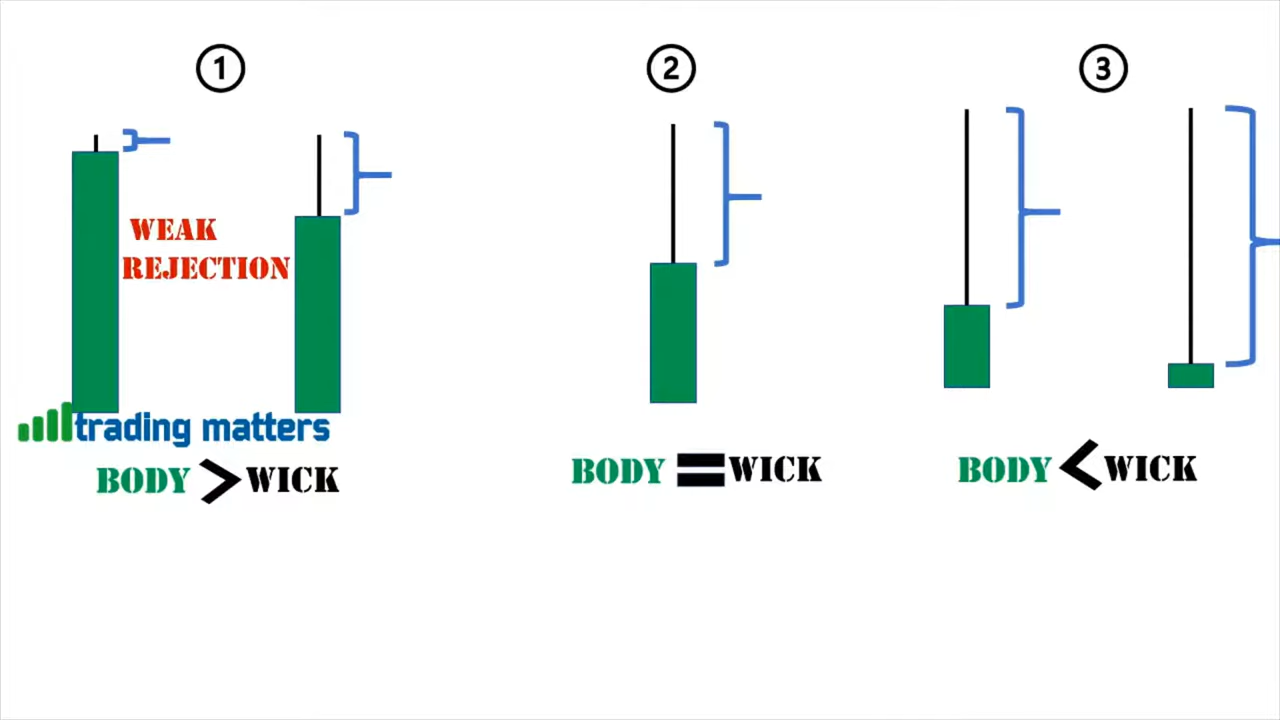 ①
②
③
WEAK
REJECTION
trading matters
BODY > WICK
BODY = WICK
BODY < WICK